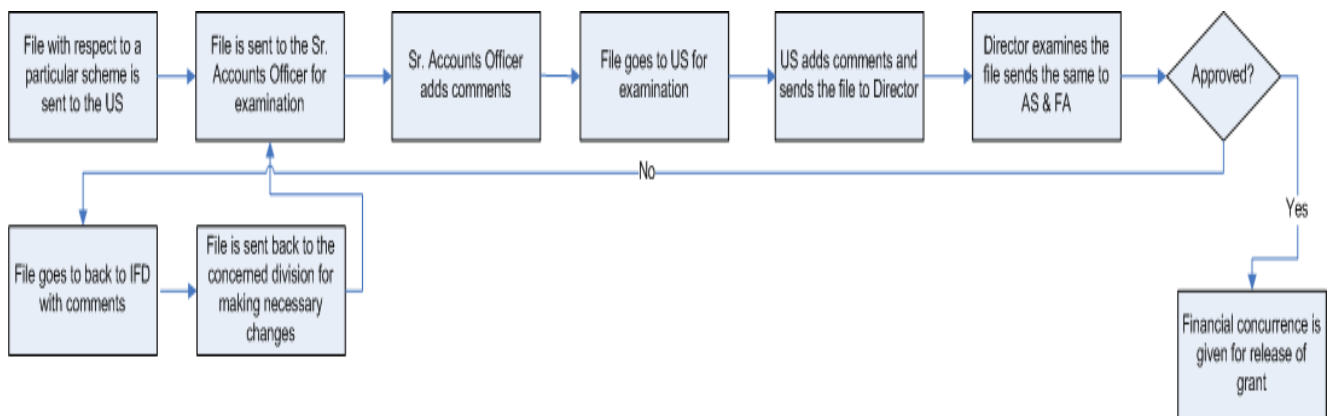 File with respect to a
particular scheme is
sent to the US
File is sent to the Sr.
Accounts Officer for
examination
Sr. Accounts Officer
adds comments
File goes to US for
examination
US adds comments and
sends the file to Director
Director examines the
file sends the same to
AS & FA
Approved?
No
Yes
File goes to back to IFD
with comments
File is sent back to the
concerned division for
making necessary
changes
Financial concurrence is
given for release of
grant